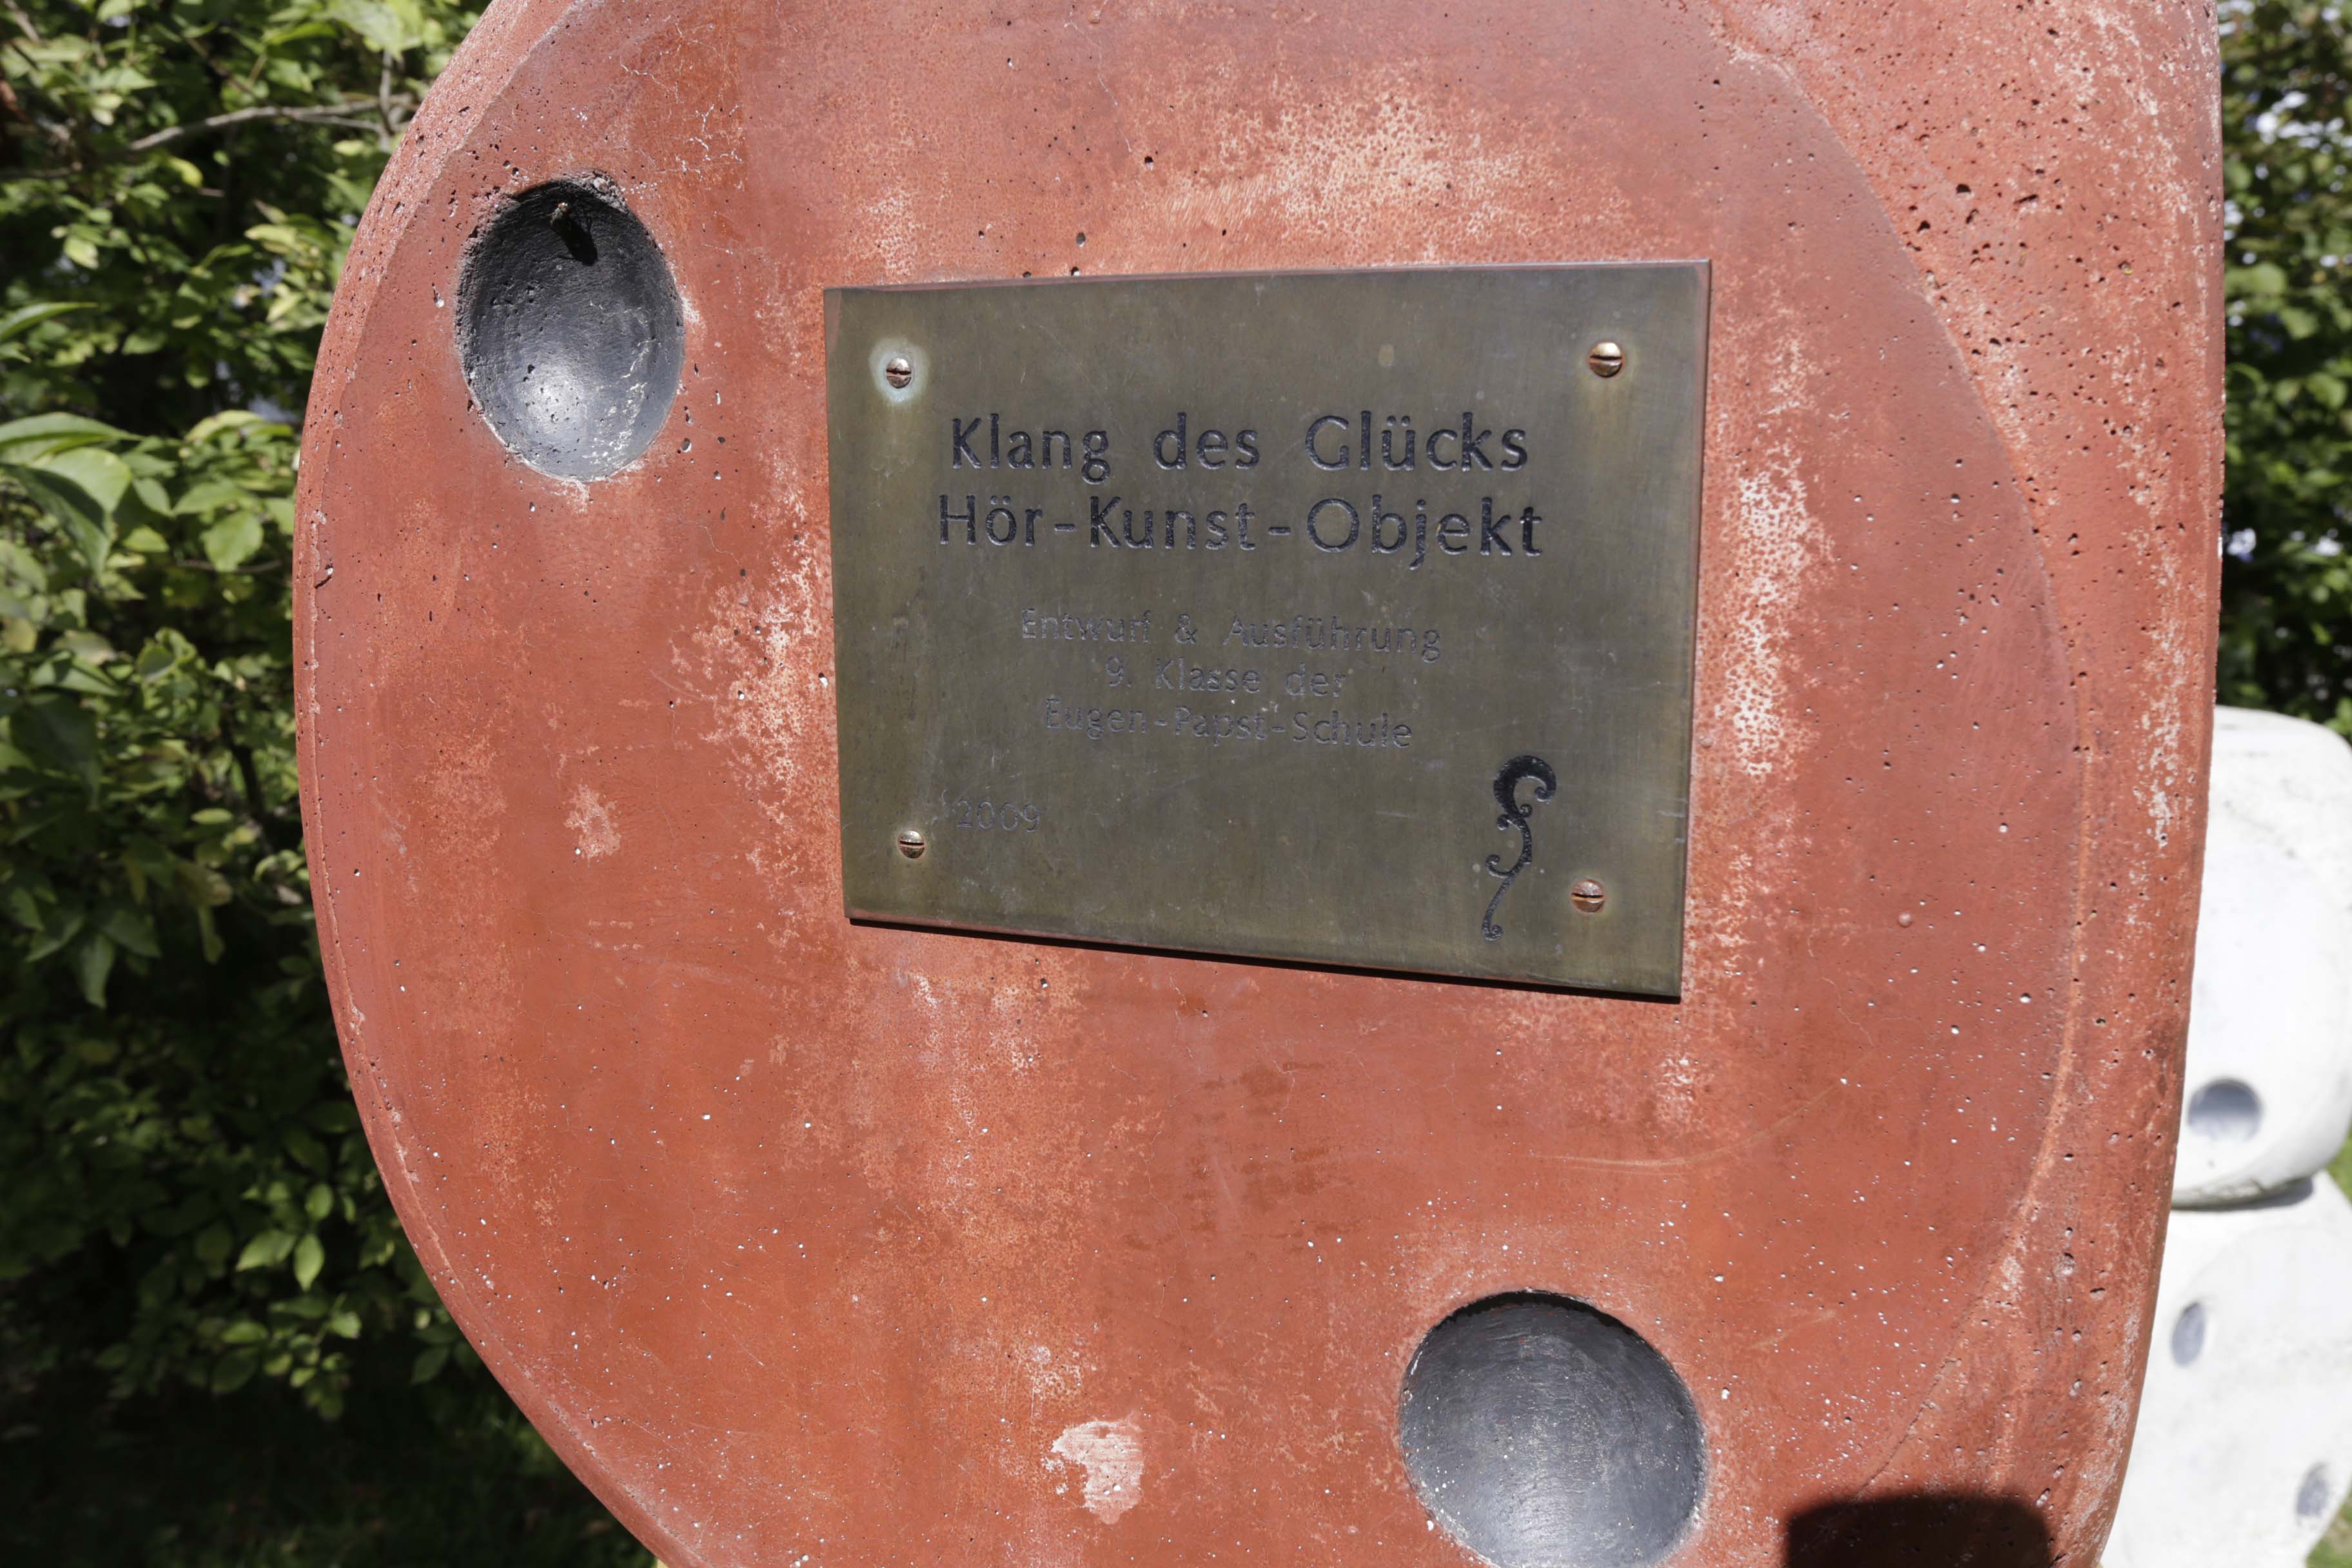 Klang des Glücks
Hör-Kunst-Objekt
Entwurf & Ausführung
9. Klasse der
Eugen-Papst-Schule
2009